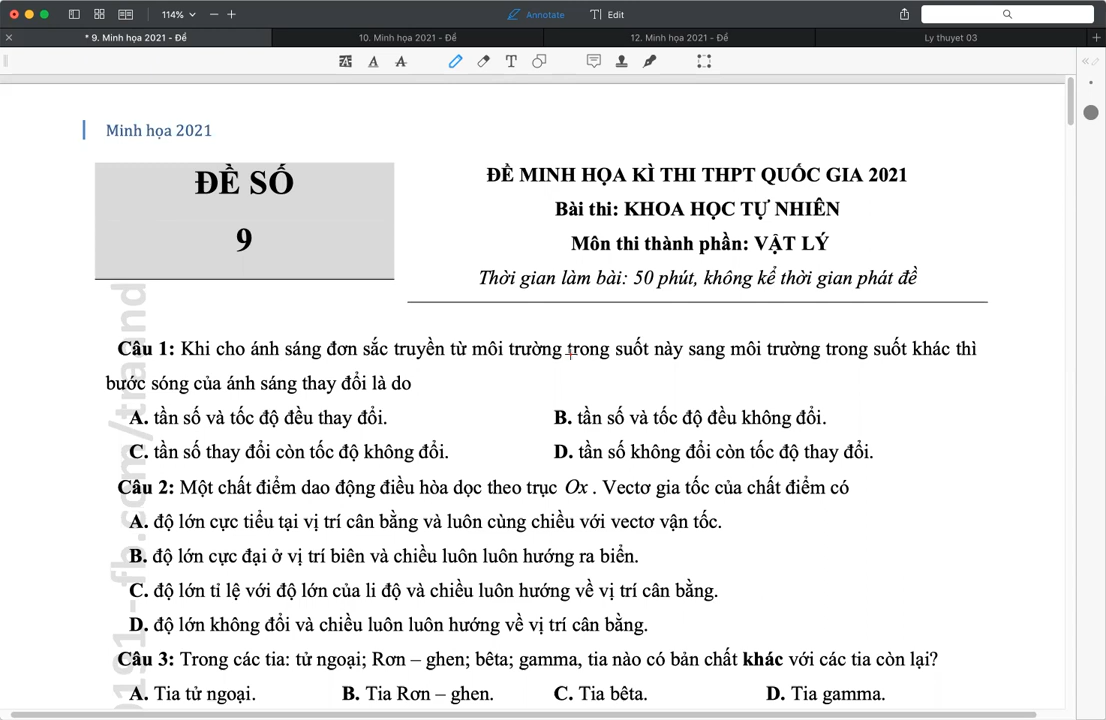 114%
Annotate
Edit
* 9. Minh họa 2021 - Đề
10. Minh họa 2021 - Đề
12. Minh họa 2021 - Đề
Ly thuyet 03
Minh họa 2021
ĐỀ SỐ
9
ĐỀ MINH HỌA KÌ THI THPT QUỐC GIA 2021
Bài thi: KHOA HỌC TỰ NHIÊN
Môn thi thành phần: VẬT LÝ
Thời gian làm bài: 50 phút, không kể thời gian phát đề
Câu 1: Khi cho ánh sáng đơn sắc truyền từ môi trường trong suốt này sang môi trường trong suốt khác thì
bước sóng của ánh sáng thay đổi là do
A. tần số và tốc độ đều thay đổi. B. tần số và tốc độ đều không đổi.
C. tần số thay đổi còn tốc độ không đổi. D. tần số không đổi còn tốc độ thay đổi.
Câu 2: Một chất điểm dao động điều hòa dọc theo trục Ox . Vectơ gia tốc của chất điểm có
A. độ lớn cực tiểu tại vị trí cân bằng và luôn cùng chiều với vectơ vận tốc.
B. độ lớn cực đại ở vị trí biên và chiều luôn luôn hướng ra biển.
C. độ lớn tỉ lệ với độ lớn của li độ và chiều luôn hướng về vị trí cân bằng.
D. độ lớn không đổi và chiều luôn luôn hướng về vị trí cân bằng.
Câu 3: Trong các tia: tử ngoại; Rơn – ghen; bêta; gamma, tia nào có bản chất khác với các tia còn lại?
A. Tia tử ngoại. B. Tia Rơn – ghen. C. Tia bêta. D. Tia gamma.